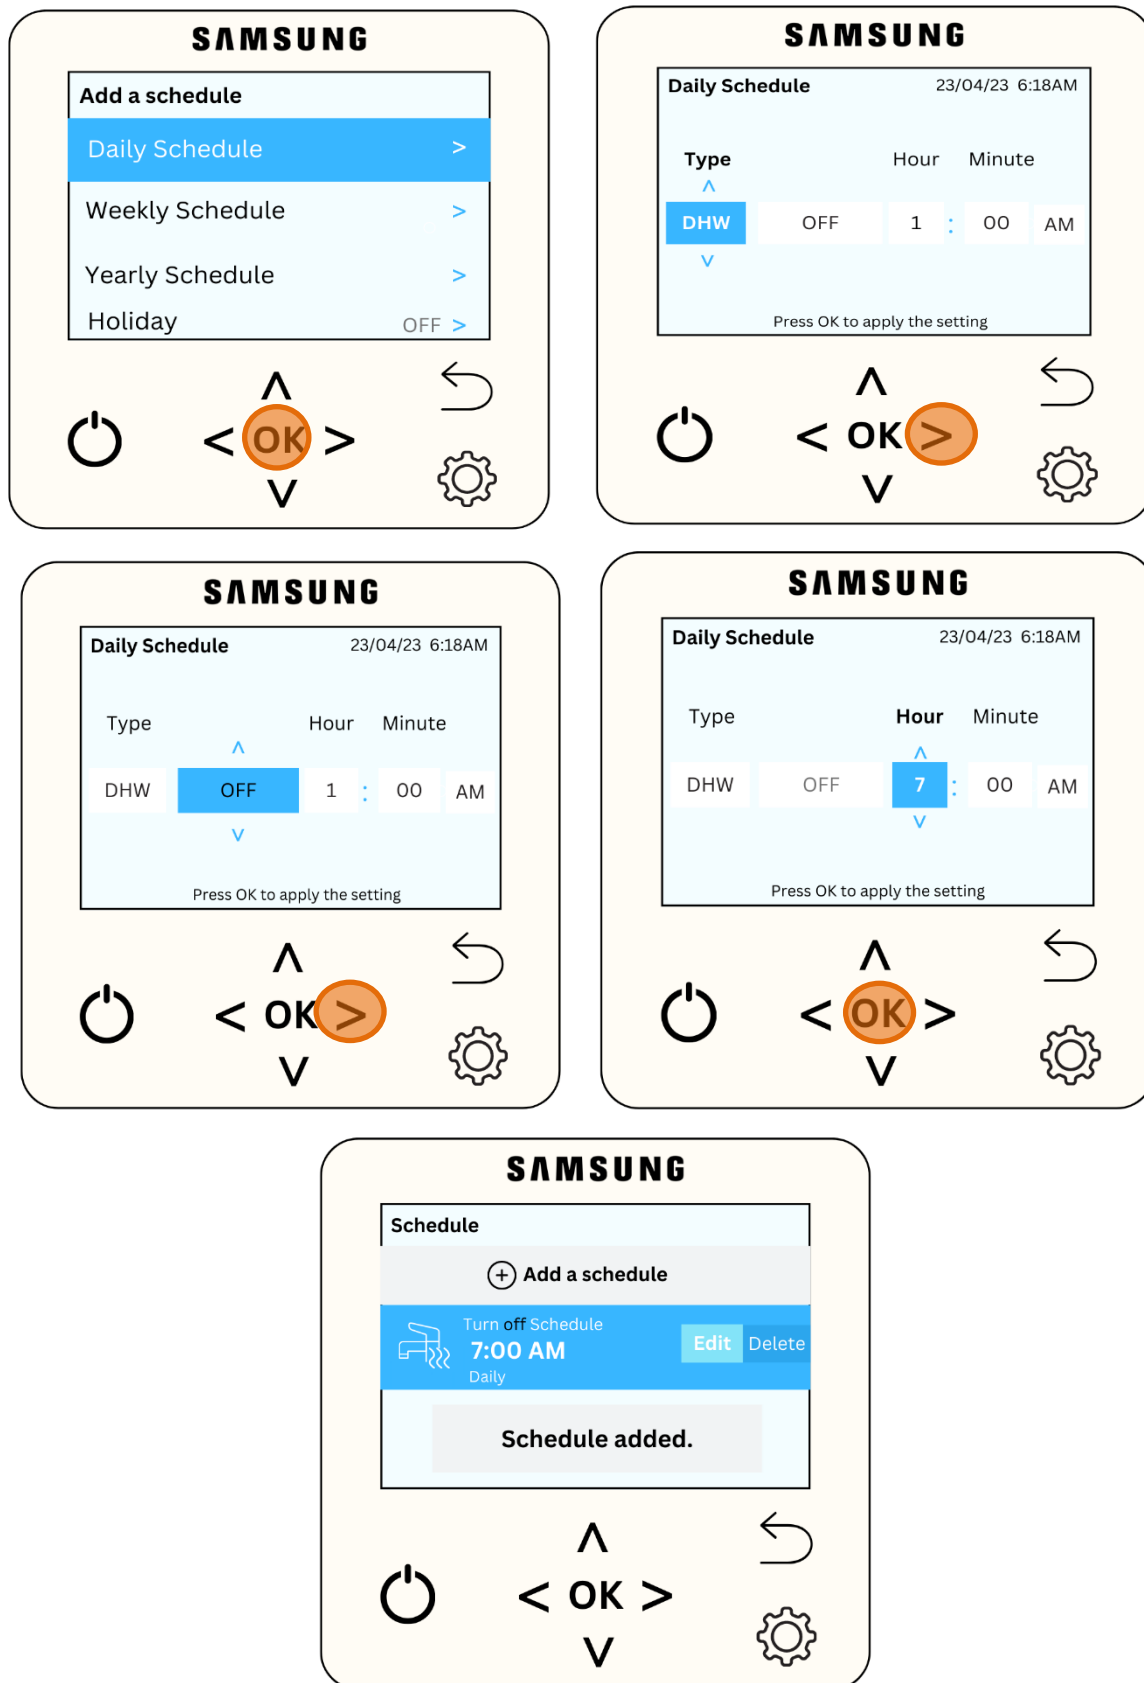 SAMSUNG
Add a schedule
Daily Schedule >
Weekly Schedule >
Yearly Schedule >
Holiday OFF >
^
< OK >
v
SAMSUNG
Daily Schedule 23/04/23 6:18AM
Type Hour Minute
^
DHW OFF 1 : 00 AM
v
Press OK to apply the setting
^
< OK >
v
SAMSUNG
Daily Schedule 23/04/23 6:18AM
Type Hour Minute
^
DHW OFF 1 : 00 AM
v
Press OK to apply the setting
^
< OK >
v
SAMSUNG
Daily Schedule 23/04/23 6:18AM
Type Hour Minute
^
DHW OFF 7 : 00 AM
v
Press OK to apply the setting
^
< OK >
v
SAMSUNG
Schedule
+ Add a schedule
Turn off Schedule
7:00 AM Edit Delete
Daily
Schedule added.
^
< OK >
v